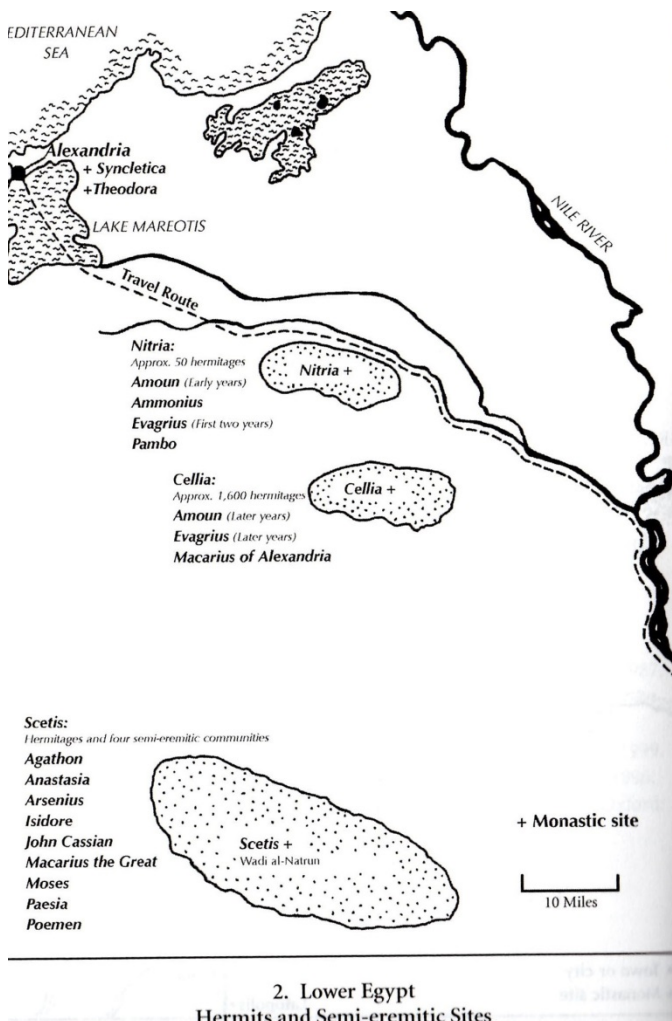 EDITERRANEAN
SEA
Alexandria
+ Syncletica
+Theodora
LAKE MAREOTIS
NILE RIVER
Travel Route
Nitria:
Approx. 50 hermitages
Amoun (Early years)
Ammonius
Evagrius (First two years)
Pambo
Nitria +
Cellia:
Approx. 1,600 hermitages
Amoun (Later years)
Evagrius (Later years)
Macarius of Alexandria
Cellia +
Scetis:
Hermitages and four semi-eremitic communities
Agathon
Anastasia
Arsenius
Isidore
John Cassian
Macarius the Great
Moses
Paesia
Poemen
Scetis +
Wadi al-Natrun
+ Monastic site
10 Miles
2. Lower Egypt
Hermits and Semi-eremitic Sites